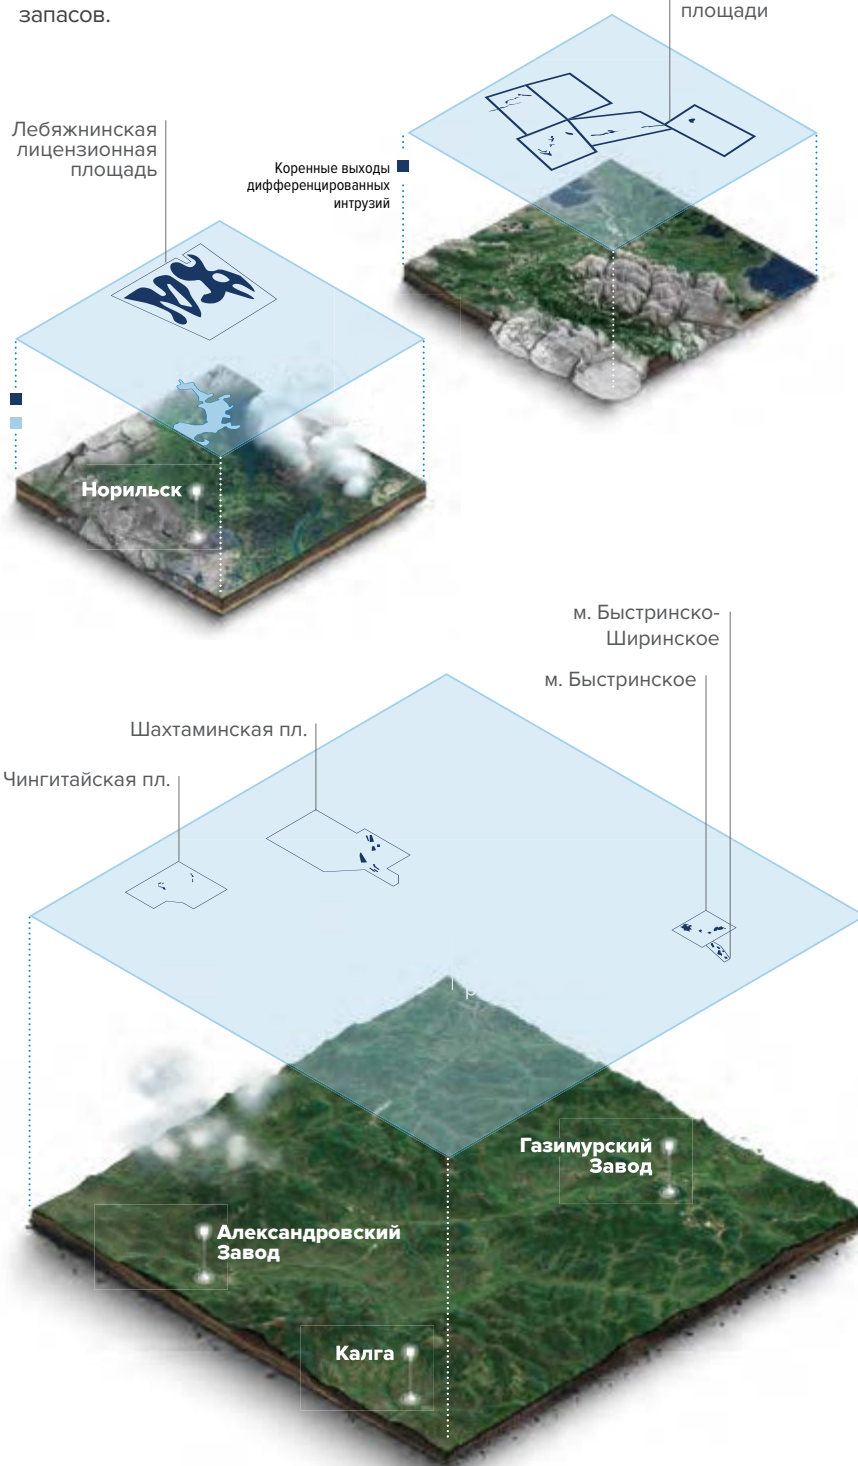 запасов.
площади
Лебяжнинская
лицензионная
площадь
Коренные выходы
дифференцированных
интрузий
Норильск
м. Быстринско-
Ширинское
м. Быстринское
Шахтаминская пл.
Чингитайская пл.
Газимурский
Завод
Александровский
Завод
Калга